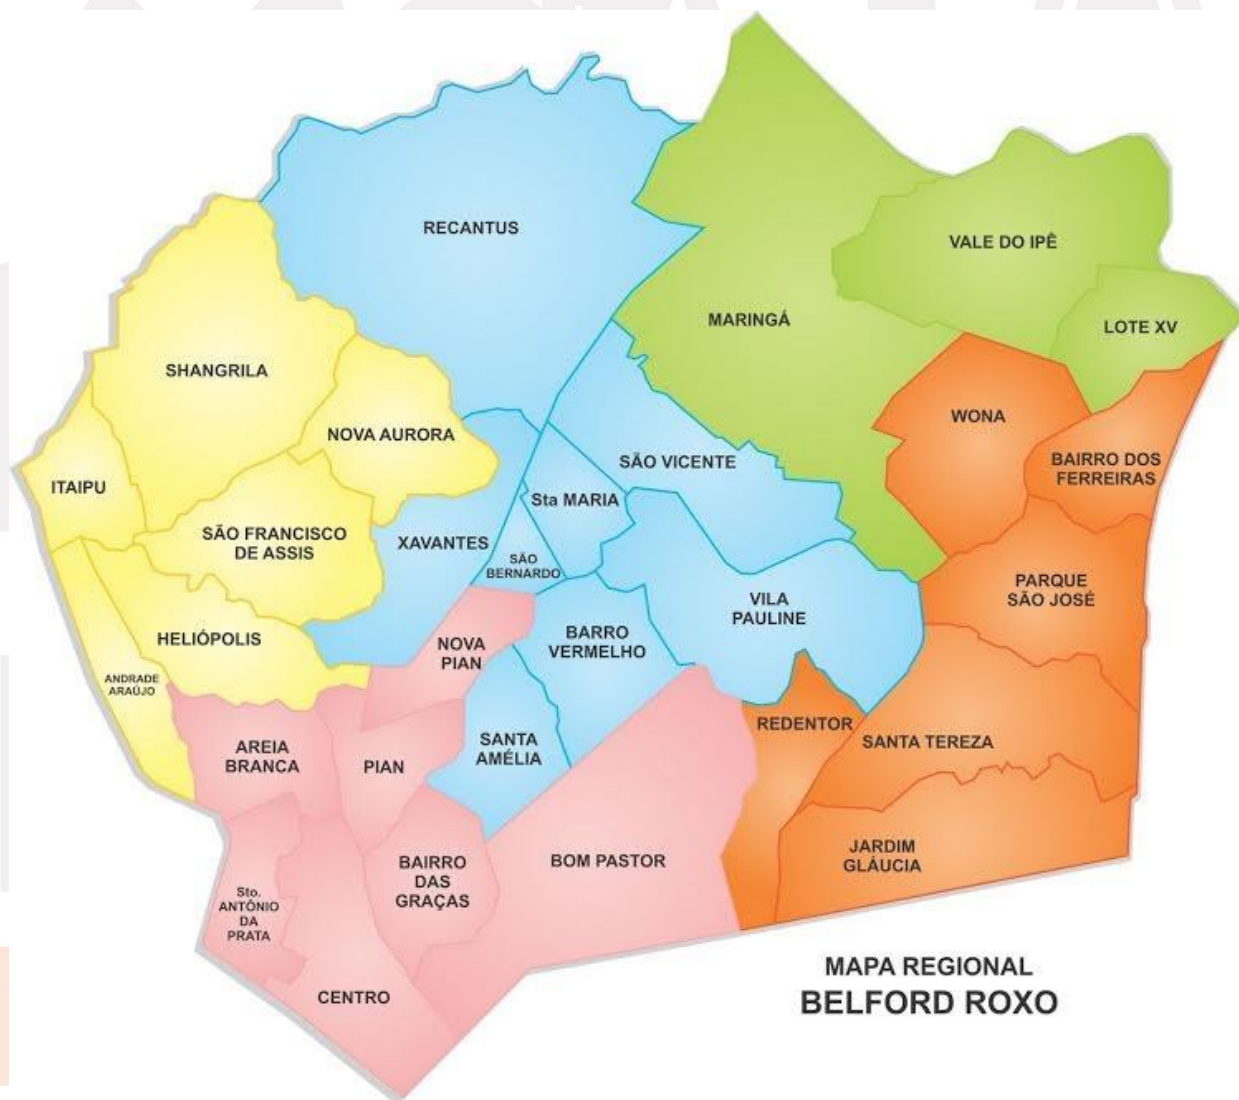 RECANTUS
VALE DO IPÊ
MARINGÁ
LOTE XV
SHANGRILA
WONA
NOVA AURORA
SÃO VICENTE
BAIRRO DOS
FERREIRAS
ITAIPU
Sta MARIA
SÃO FRANCISCO
DE ASSIS
XAVANTES
SÃO
BERNARDO
PARQUE
SÃO JOSÉ
VILA
PAULINE
HELIÓPOLIS
NOVA
PIAN
BARRO
VERMELHO
ANDRADE
ARAÚJO
REDENTOR
SANTA TEREZA
AREIA
BRANCA
PIAN
SANTA
AMÉLIA
JARDIM
GLÁUCIA
BOM PASTOR
BAIRRO
DAS
GRAÇAS
Sto.
ANTÔNIO
DA
PRATA
CENTRO
MAPA REGIONAL
BELFORD ROXO